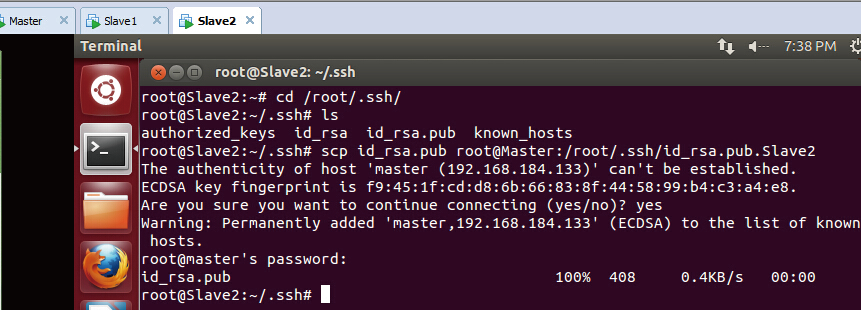 Master
Slave1
Slave2
Terminal
7:38 PM
root@Slave2: ~/.ssh
root@Slave2:~# cd /root/.ssh/
root@Slave2:~/.ssh# ls
authorized_keys  id_rsa  id_rsa.pub  known_hosts
root@Slave2:~/.ssh# scp id_rsa.pub root@Master:/root/.ssh/id_rsa.pub.Slave2
The authenticity of host 'master (192.168.184.133)' can't be established.
ECDSA key fingerprint is f9:45:1f:cd:d8:6b:66:83:8f:44:58:99:b4:c3:a4:e8.
Are you sure you want to continue connecting (yes/no)? yes
Warning: Permanently added 'master,192.168.184.133' (ECDSA) to the list of known
 hosts.
root@master's password:
id_rsa.pub                                    100%  408     0.4KB/s   00:00
root@Slave2:~/.ssh#